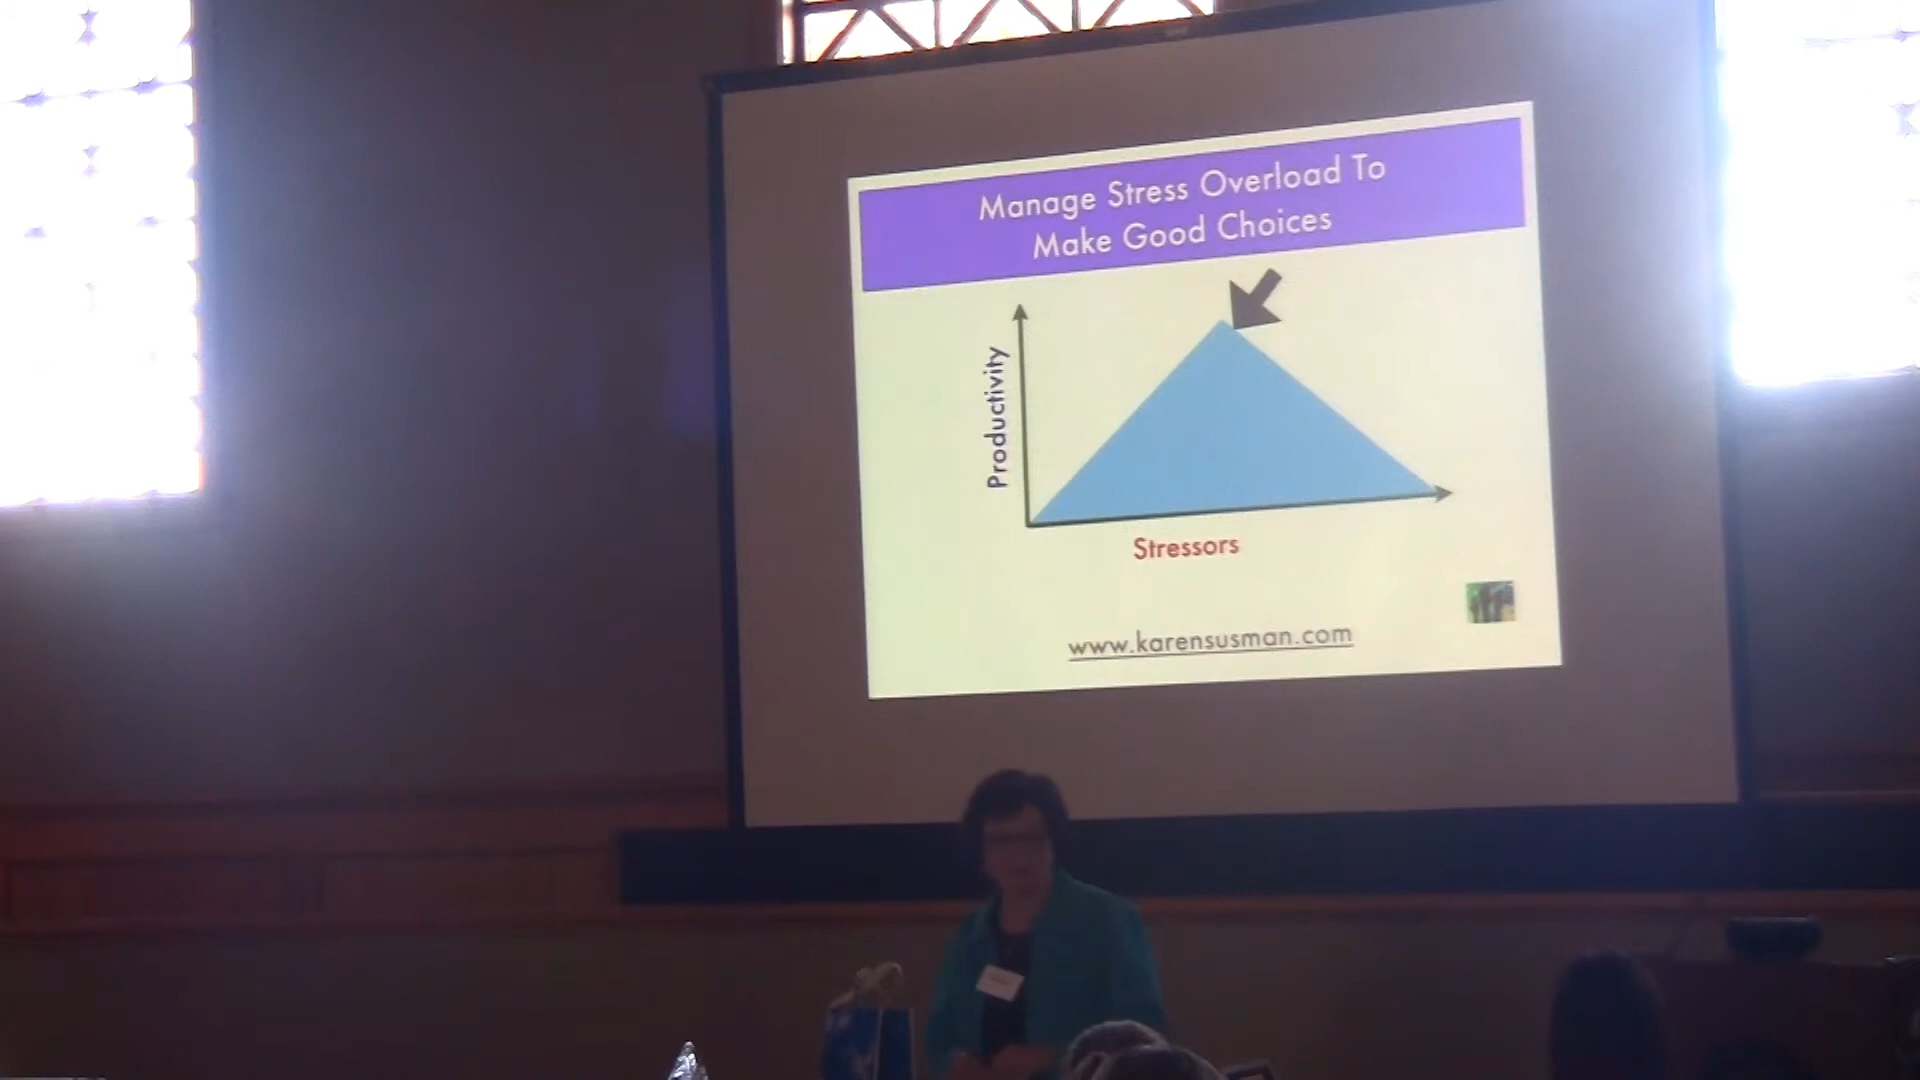 Manage Stress Overload To
Make Good Choices
Productivity
Stressors
www.karensusman.com